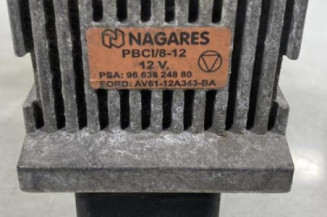 NAGARES
PBCI/8-12
12 V.
PSA: 96 638 248 80
FORD: AV61-12A343-BA